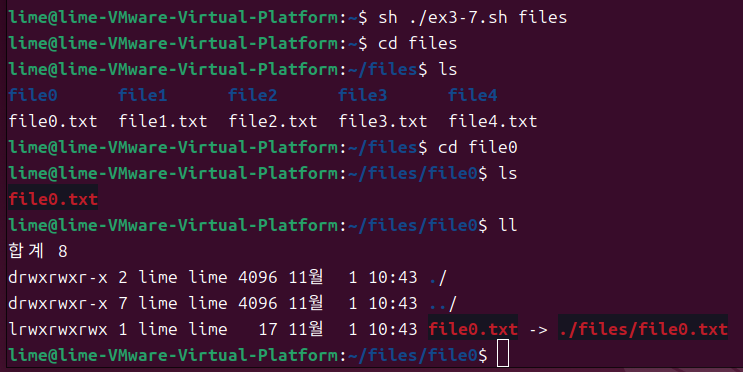 lime@lime-VMware-Virtual-Platform:~$ sh ./ex3-7.sh files
lime@lime-VMware-Virtual-Platform:~$ cd files
lime@lime-VMware-Virtual-Platform:~/files$ ls
file0     file1     file2     file3     file4
file0.txt  file1.txt  file2.txt  file3.txt  file4.txt
lime@lime-VMware-Virtual-Platform:~/files$ cd file0
lime@lime-VMware-Virtual-Platform:~/files/file0$ ls
file0.txt
lime@lime-VMware-Virtual-Platform:~/files/file0$ ll
합계 8
drwxrwxr-x 2 lime lime 4096 11월  1 10:43 ./
drwxrwxr-x 7 lime lime 4096 11월  1 10:43 ../
lrwxrwxrwx 1 lime lime   17 11월  1 10:43 file0.txt -> ./files/file0.txt
lime@lime-VMware-Virtual-Platform:~/files/file0$